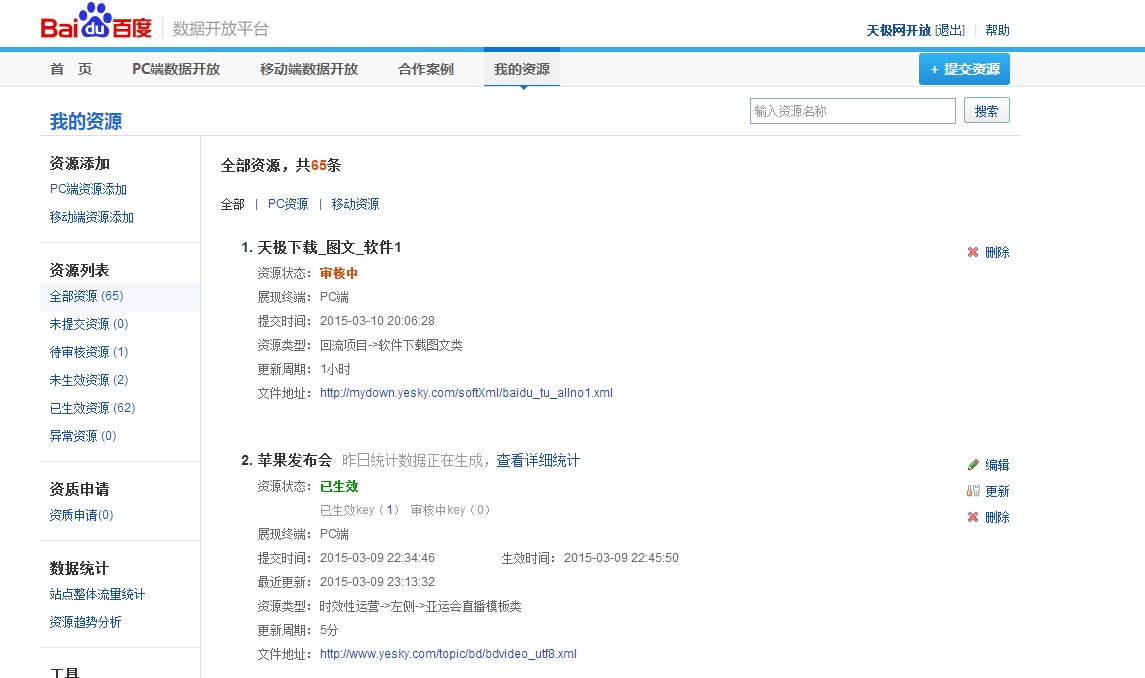 Bai du 百度 数据开放平台
天极网开放 [退出] | 帮助
首 页 PC端数据开放 移动端数据开放 合作案例 我的资源 + 提交资源
我的资源 输入资源名称 搜索
资源添加
PC端资源添加
移动端资源添加
资源列表
全部资源 (65)
未提交资源 (0)
待审核资源 (1)
未生效资源 (2)
已生效资源 (62)
异常资源 (0)
资质申请
资质申请(0)
数据统计
站点整体流量统计
资源趋势分析
工具
全部资源，共65条
全部 | PC资源 | 移动资源
1. 天极下载_图文_软件1 删除
资源状态： 审核中
展现终端： PC端
提交时间： 2015-03-10 20:06:28
资源类型： 回流项目->软件下载图文类
更新周期： 1小时
文件地址： http://mydown.yesky.com/softXml/baidu_tu_allno1.xml
2. 苹果发布会 昨日统计数据正在生成，查看详细统计 编辑
资源状态： 已生效 更新
已生效key（1） 审核中key（0） 删除
展现终端： PC端
提交时间： 2015-03-09 22:34:46 生效时间： 2015-03-09 22:45:50
最近更新： 2015-03-09 23:13:32
资源类型： 时效性运营->左侧->亚运会直播模板类
更新周期： 5分
文件地址： http://www.yesky.com/topic/bd/bdvideo_utf8.xml